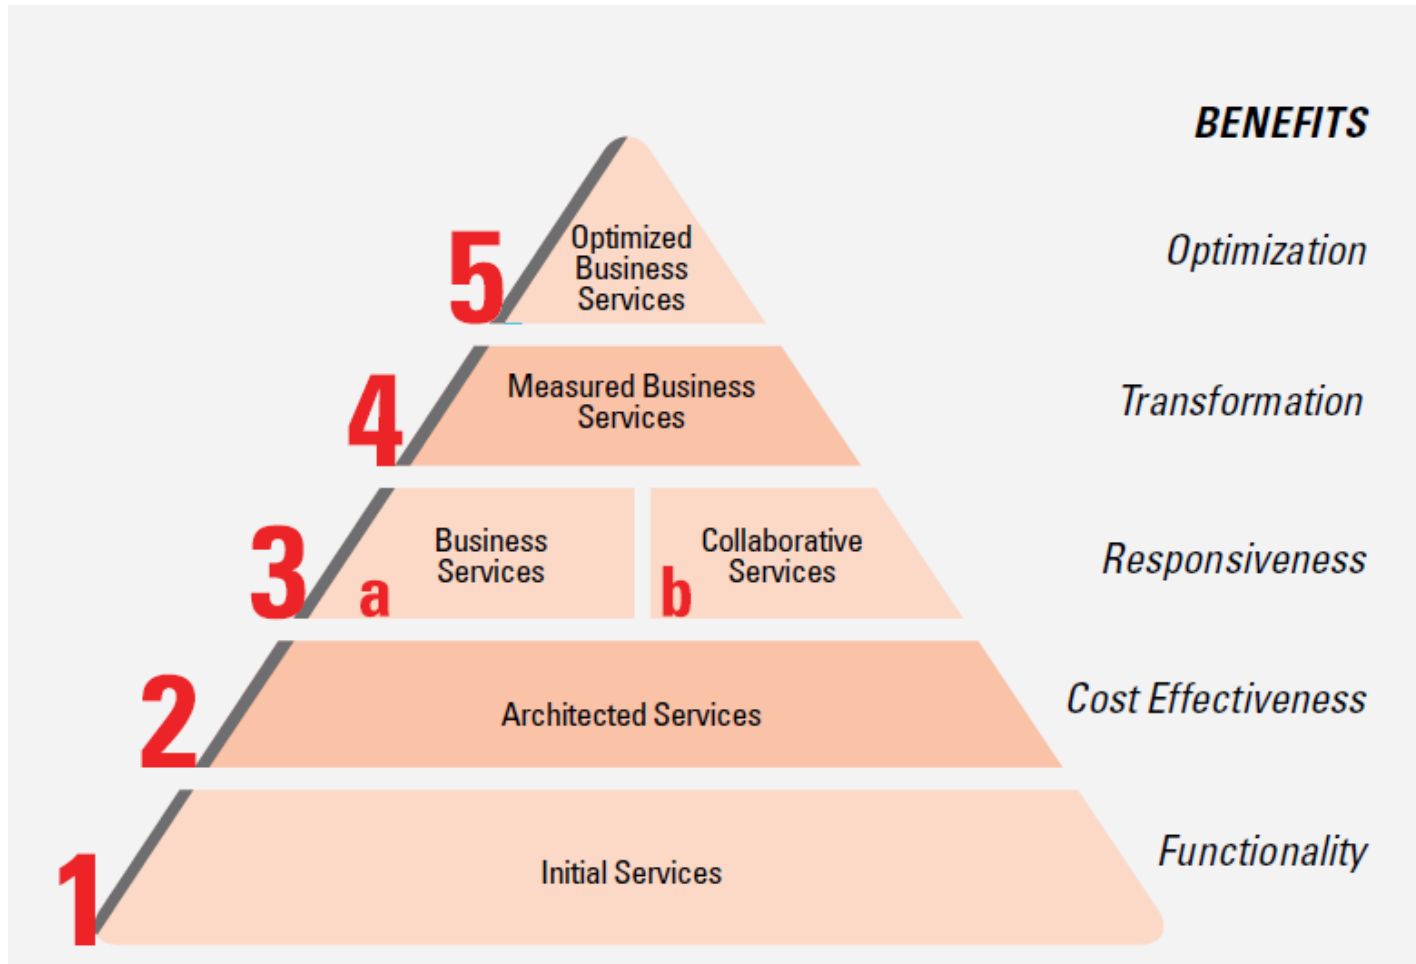 BENEFITS
5
Optimized
Business
Services
Optimization
4
Measured Business
Services
Transformation
3
a
Business
Services
b
Collaborative
Services
Responsiveness
2
Architected Services
Cost Effectiveness
1
Initial Services
Functionality